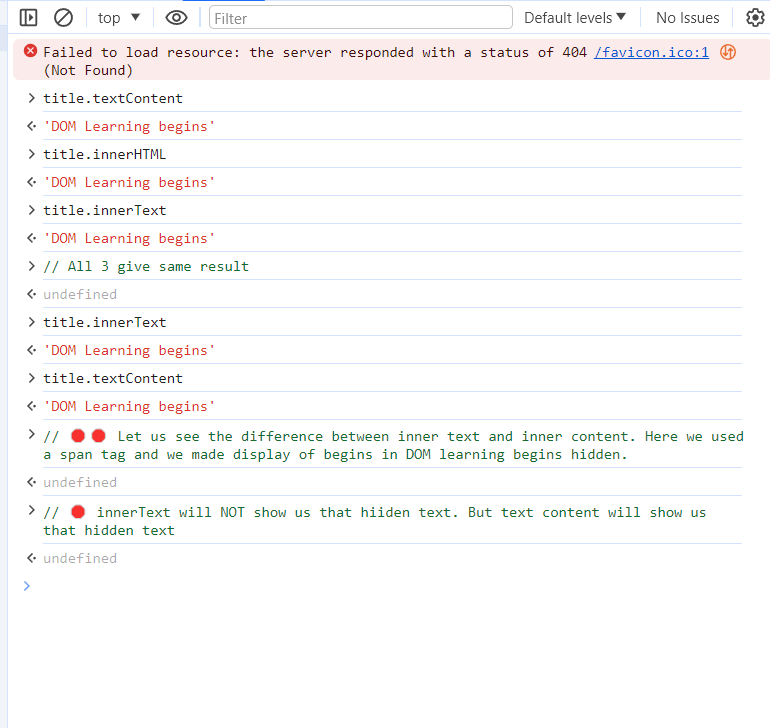 top ▼ Filter Default levels ▼ No Issues
Failed to load resource: the server responded with a status of 404 /favicon.ico:1
(Not Found)
> title.textContent
<· 'DOM Learning begins'
> title.innerHTML
<· 'DOM Learning begins'
> title.innerText
<· 'DOM Learning begins'
> // All 3 give same result
<· undefined
> title.innerText
<· 'DOM Learning begins'
> title.textContent
<· 'DOM Learning begins'
> // 🛑🛑 Let us see the difference between inner text and inner content. Here we used
a span tag and we made display of begins in DOM learning begins hidden.
<· undefined
> // 🛑 innerText will NOT show us that hiiden text. But text content will show us
that hidden text
<· undefined
>